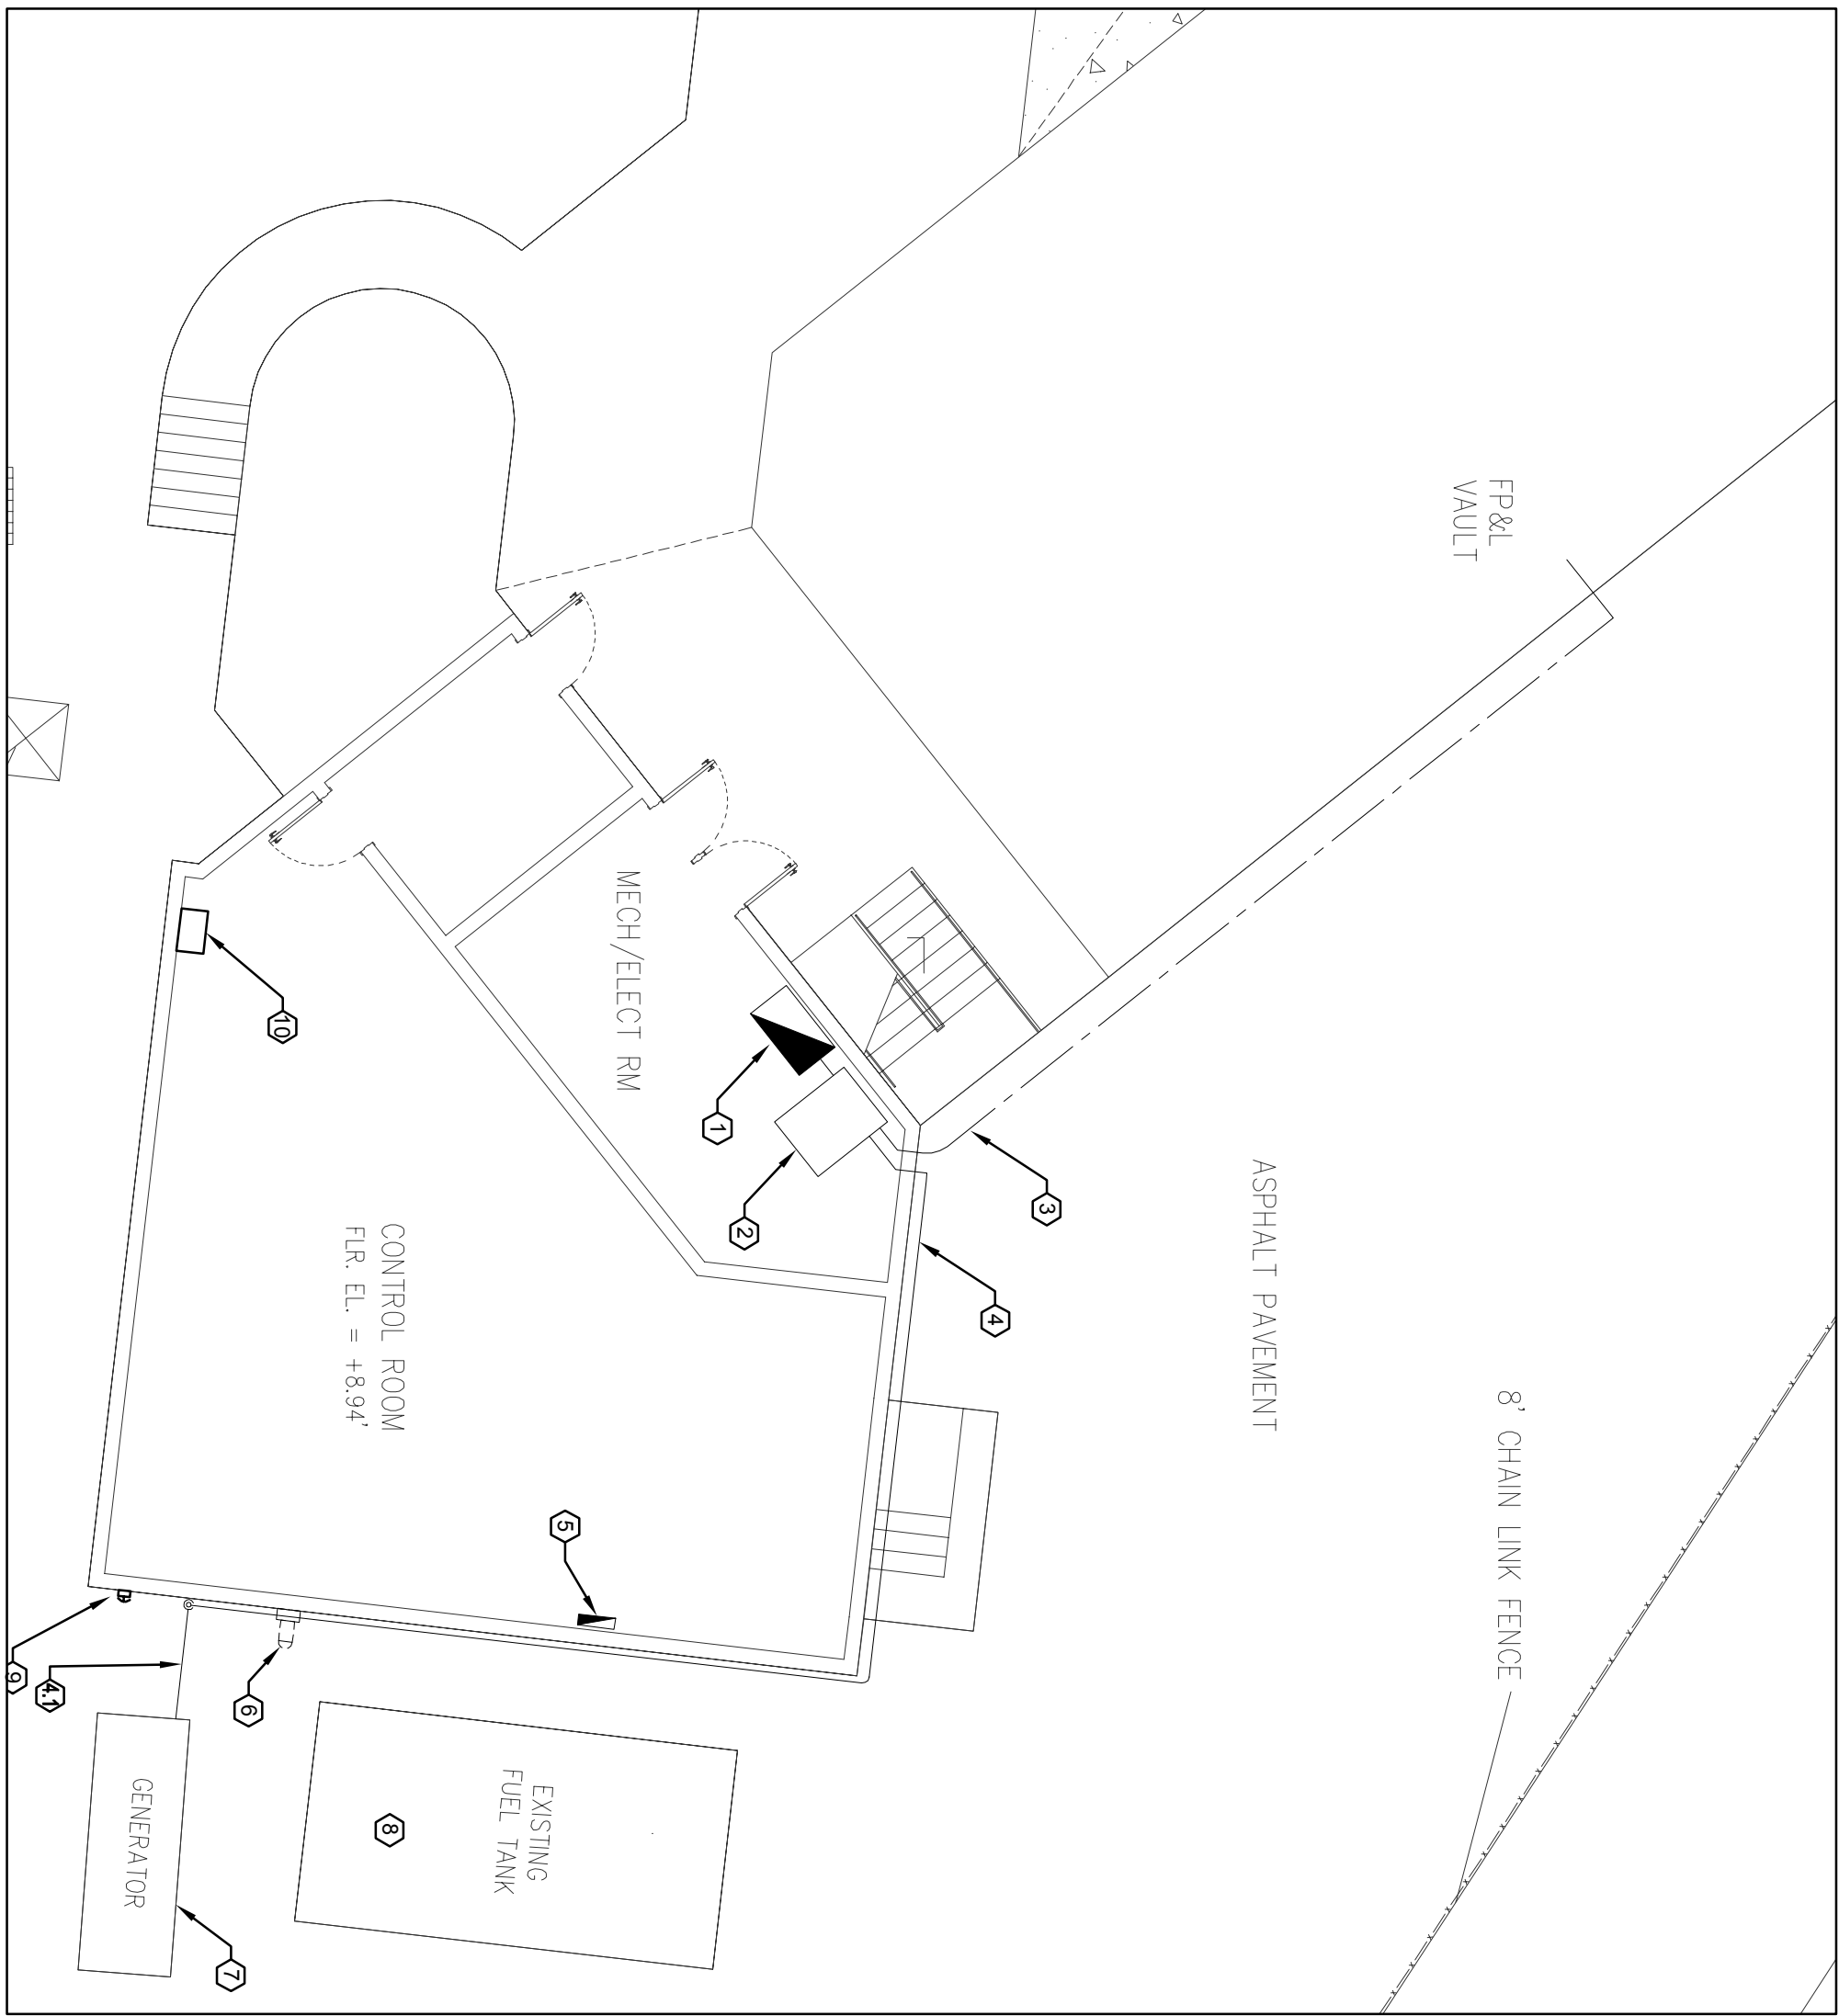 FP&L
VAULT
ASPHALT PAVEMENT
8' CHAIN LINK FENCE
MECH/ELECT RM
CONTROL ROOM
FLR. EL. = +8.94'
EXISTING
FUEL TANK
GENERATOR
1
2
3
4
4.1
5
6
7
8
9
10